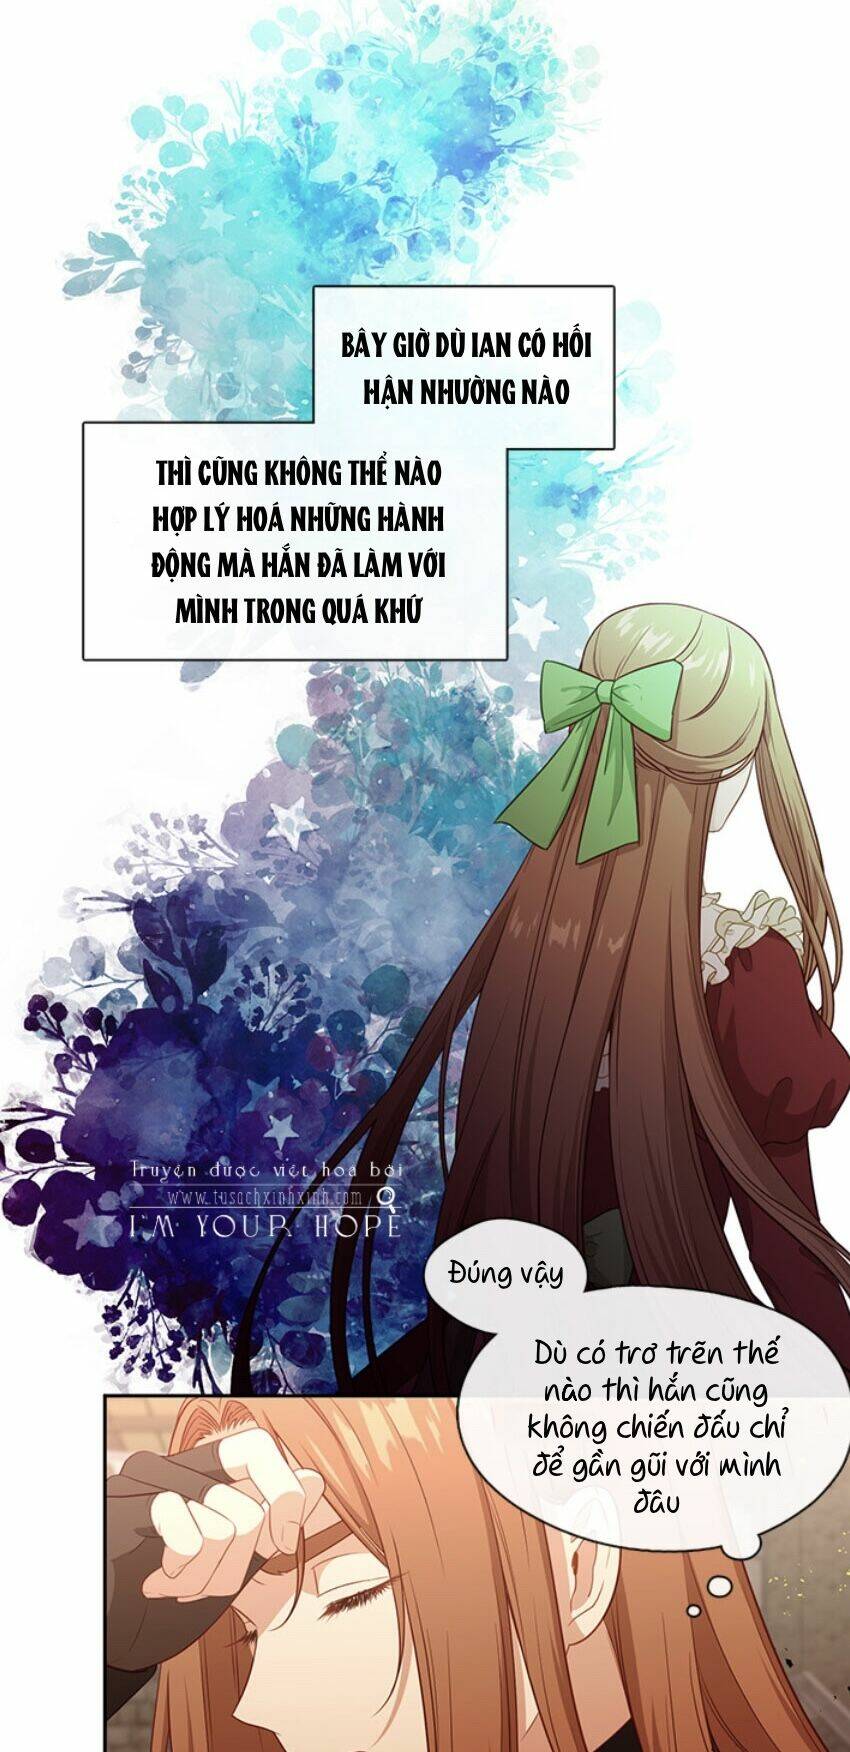 BÂY GIỜ DÙ IAN CÓ HỐI
HẬN NHƯỜNG NÀO
THÌ CŨNG KHÔNG THỂ NÀO
HỢP LÝ HOÁ NHỮNG HÀNH
ĐỘNG MÀ HẮN ĐÃ LÀM VỚI
MÌNH TRONG QUÁ KHỨ
Truyện được việt hoá bởi
www.tusachxinhxinh.com
I'M YOUR HOPE
Đúng vậy
Dù có trơ trẽn thế
nào thì hắn cũng
không chiến đấu chỉ
để gần gũi với mình
đâu